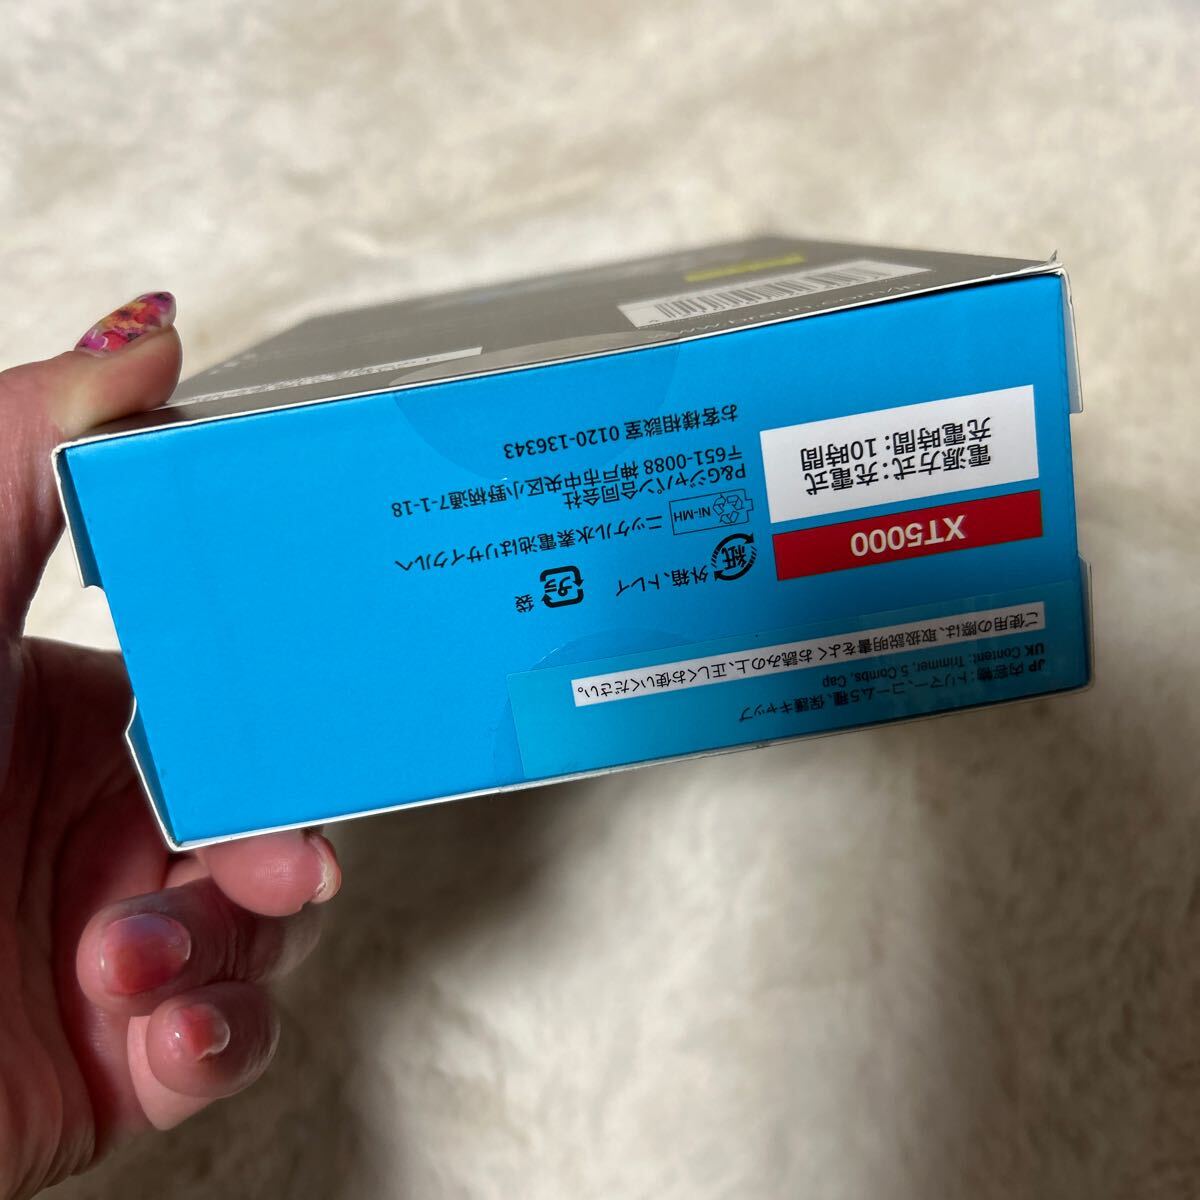 JP 内容物:トリマー、コーム5種、保護キャップ
UK Content: Trimmer, 5 Combs, Cap
ご使用の際は、取扱説明書をよくお読みの上、正しくお使いください。
XT5000
電源方式:充電式
充電時間:10時間
紙
外箱、トレイ
プラ
袋
Ni-MH
ニッケル水素電池はリサイクルへ
P&Gジャパン合同会社
〒651-0088 神戸市中央区小野柄通7-1-18
お客様相談室 0120-136343